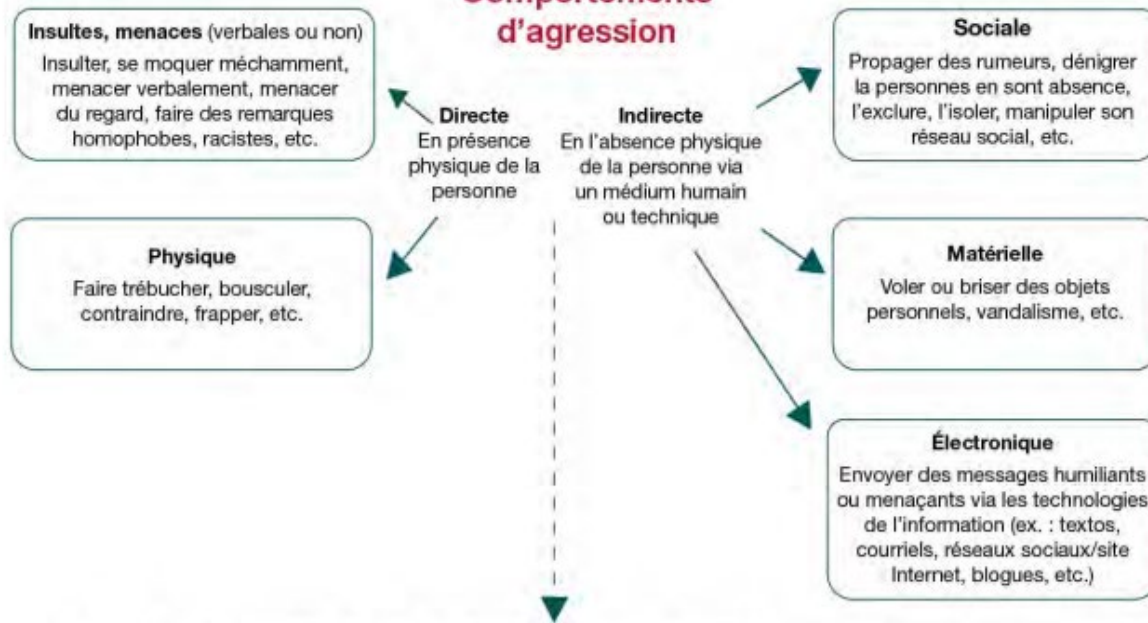 Comportements
d'agression
Insultes, menaces (verbales ou non)
Insulter, se moquer méchamment,
menacer verbalement, menacer
du regard, faire des remarques
homophobes, racistes, etc.
Directe
En présence
physique de la
personne
Physique
Faire trébucher, bousculer,
contraindre, frapper, etc.
Indirecte
En l'absence physique
de la personne via
un médium humain
ou technique
Sociale
Propager des rumeurs, dénigrer
la personnes en sont absence,
l'exclure, l'isoler, manipuler son
réseau social, etc.
Matérielle
Voler ou briser des objets
personnels, vandalisme, etc.
Électronique
Envoyer des messages humiliants
ou menaçants via les technologies
de l'information (ex. : textos,
courriels, réseaux sociaux/site
Internet, blogues, etc.)